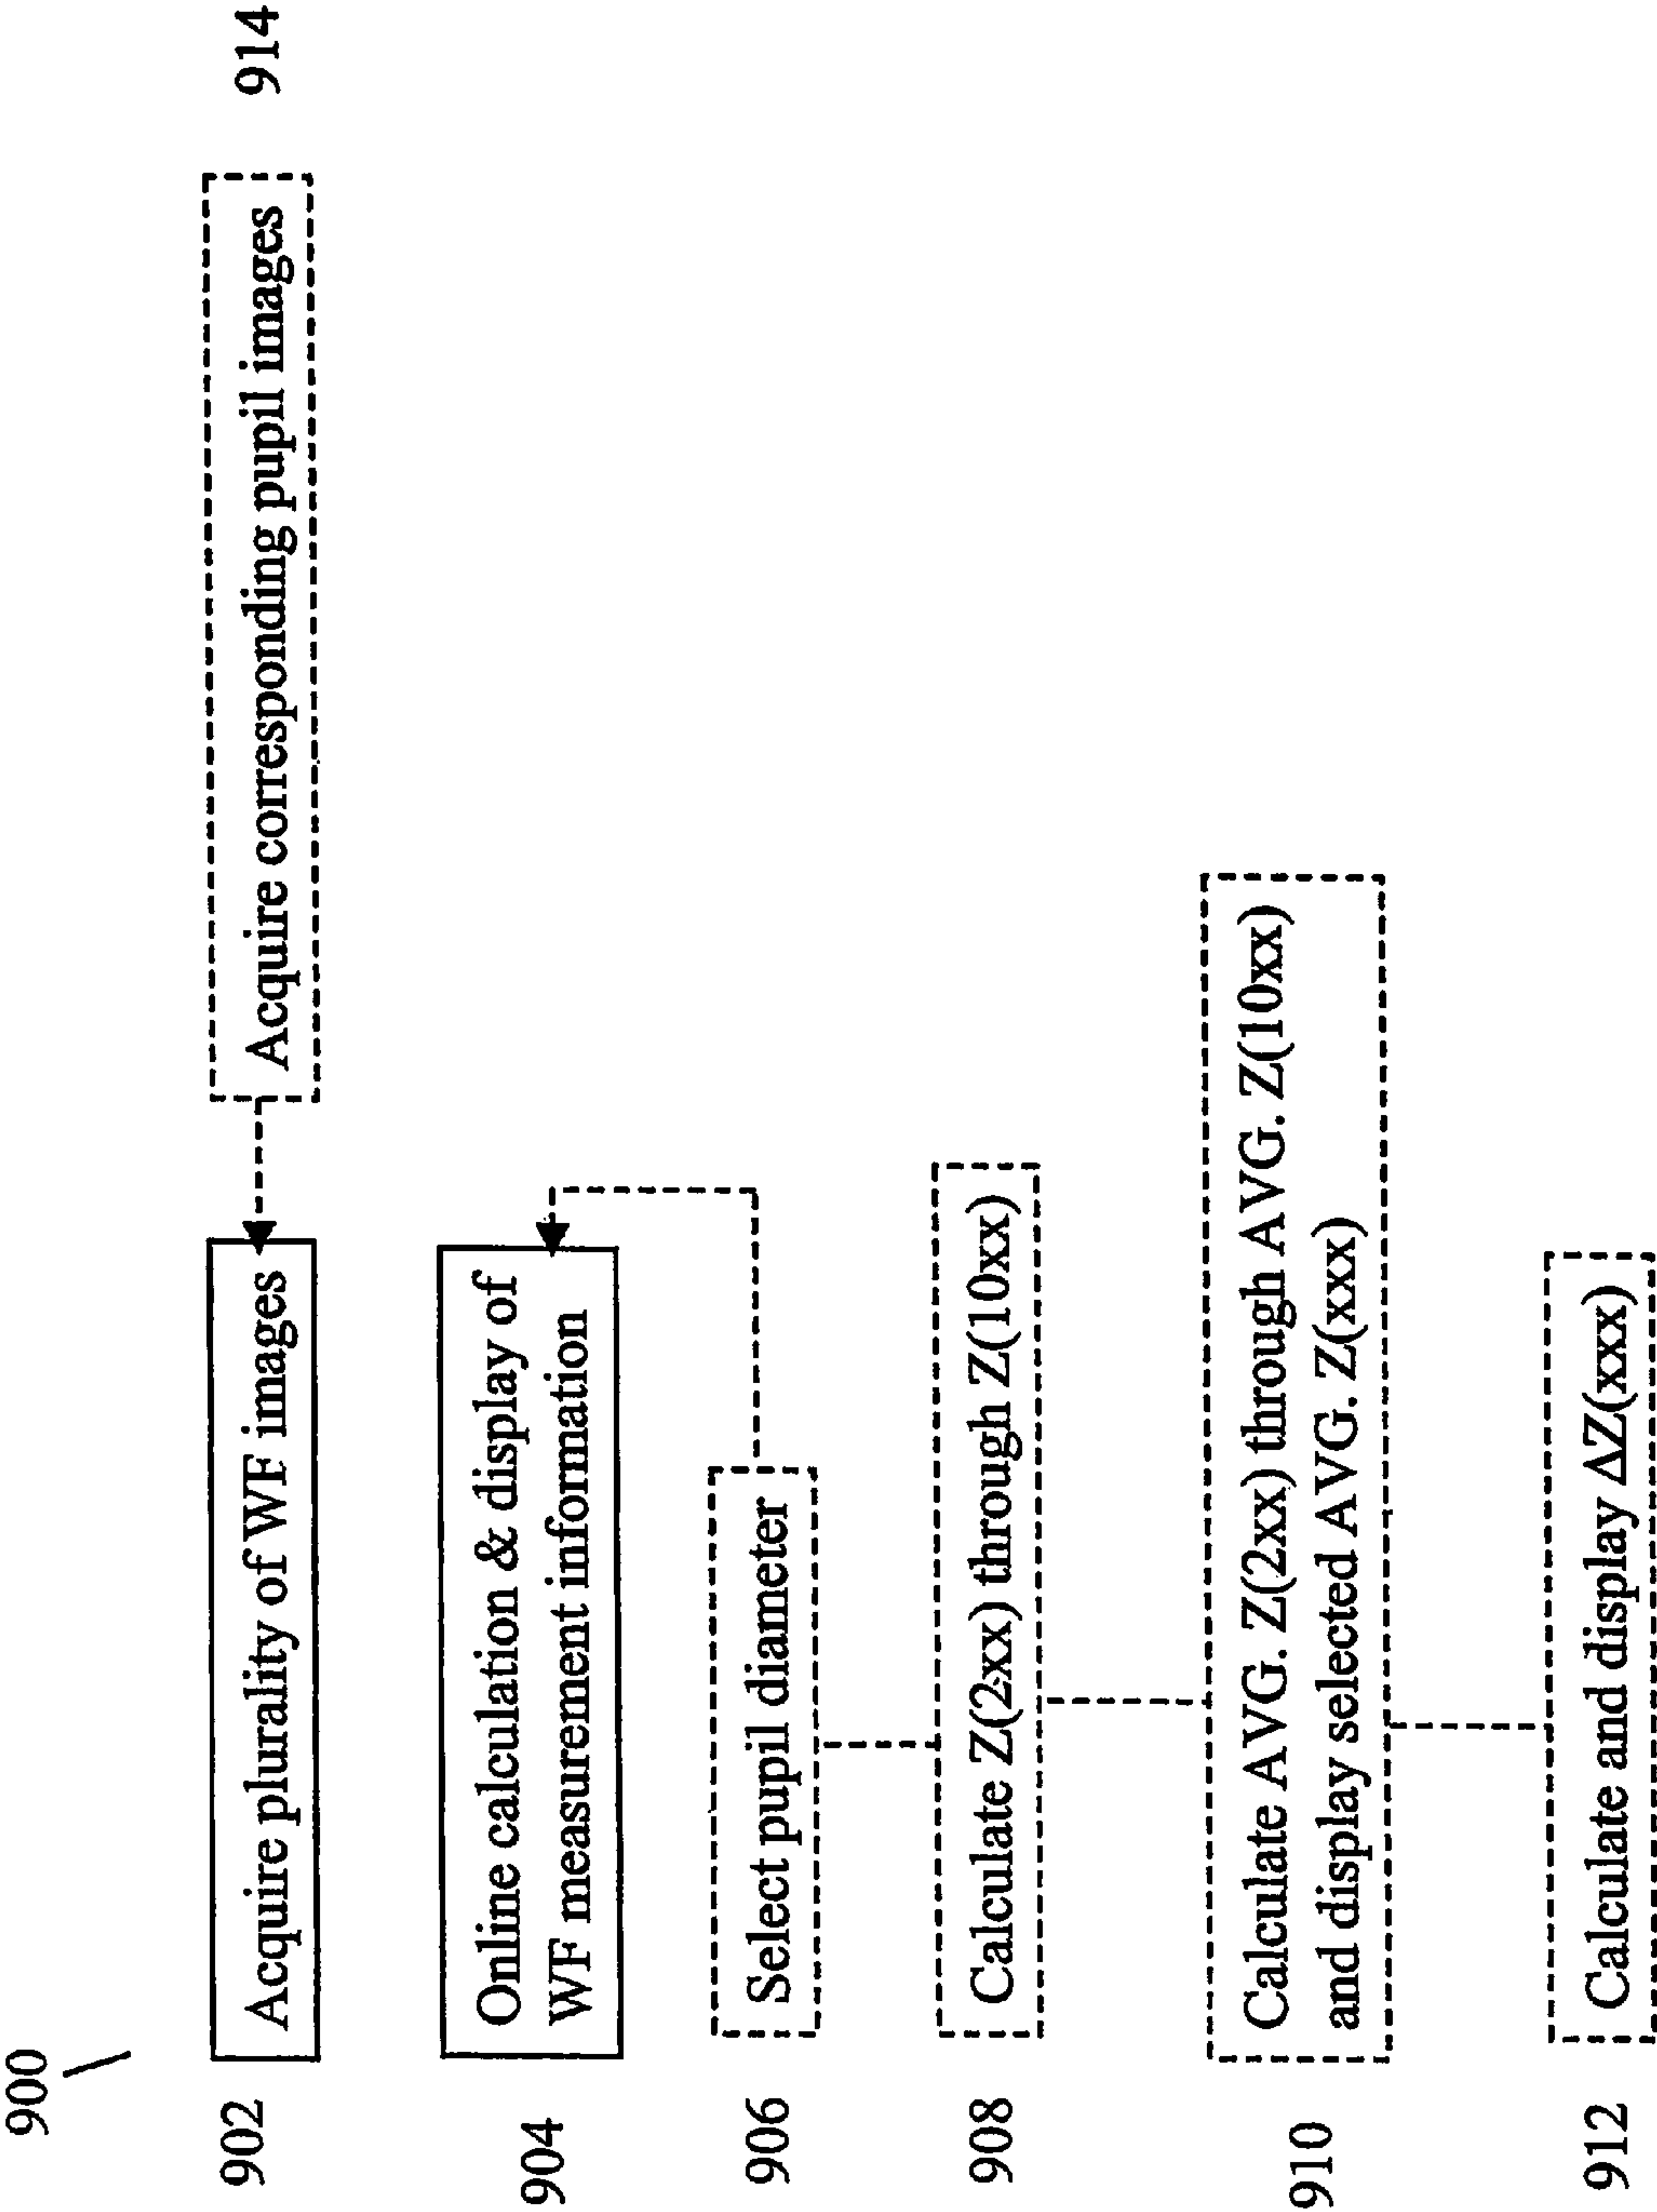 900
902
Acquire plurality of WF images
Acquire corresponding pupil images
914
904
Online calculation & display of
WF measurement infomation
906
Select pupil diameter
908
Calculate Z(2xx) through Z(10xx)
910
Calculate AVG. Z(2xx) through AVG. Z(10xx)
and display selected AVG. Z(xxx)
912
Calculate and display ΔZ(xxx)